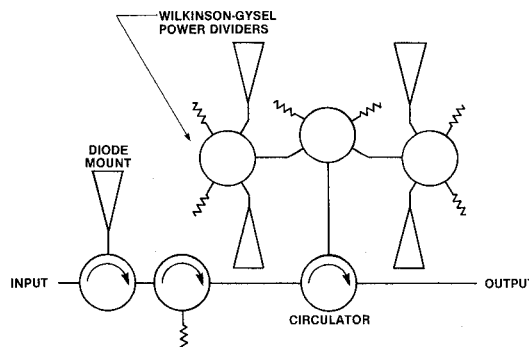 WILKINSON-GYSEL
POWER DIVIDERS
DIODE
MOUNT
INPUT
OUTPUT
CIRCULATOR